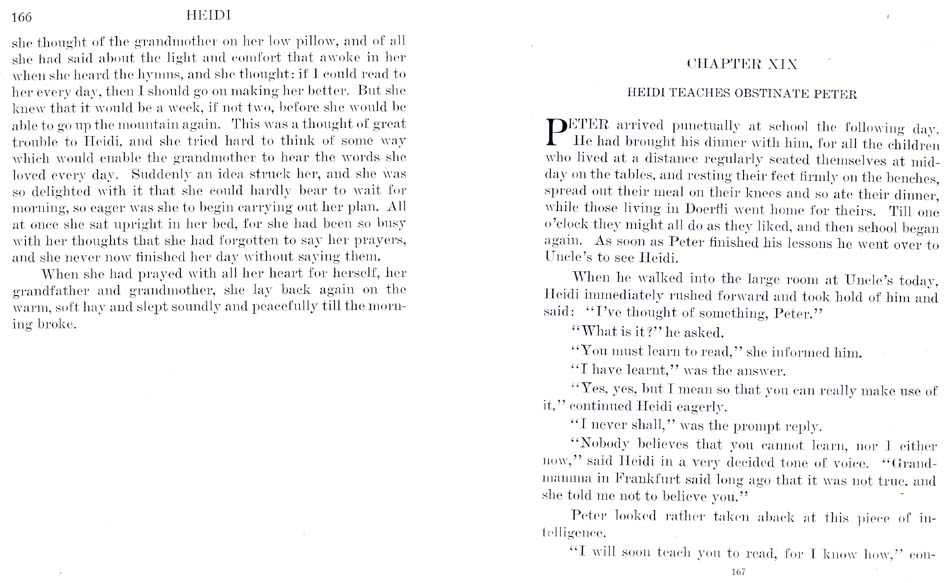 166 HEIDI
she thought of the grandmother on her low pillow, and of all
she had said about the light and comfort that awoke in her
when she heard the hymns, and she thought: if I could read to
her every day, then I should go on making her better. But she
knew that it would be a week, if not two, before she would be
able to go up the mountain again. This was a thought of great
trouble to Heidi, and she tried hard to think of some way
which would enable the grandmother to hear the words she
loved every day. Suddenly an idea struck her, and she was
so delighted with it that she could hardly bear to wait for
morning, so eager was she to begin carrying out her plan. All
at once she sat upright in her bed, for she had been so busy
with her thoughts that she had forgotten to say her prayers,
and she never now finished her day without saying them.
When she had prayed with all her heart for herself, her
grandfather and grandmother, she lay back again on the
warm, soft hay and slept soundly and peacefully till the morn-
ing broke.
CHAPTER XIX
HEIDI TEACHES OBSTINATE PETER
PETER arrived punctually at school the following day.
He had brought his dinner with him, for all the children
who lived at a distance regularly seated themselves at mid-
day on the tables, and resting their feet firmly on the benches,
spread out their meal on their knees and so ate their dinner,
while those living in Doerfli went home for theirs. Till one
o'clock they might all do as they liked, and then school began
again. As soon as Peter finished his lessons he went over to
Uncle's to see Heidi.
When he walked into the large room at Uncle's today,
Heidi immediately rushed forward and took hold of him and
said: "I've thought of something, Peter."
"What is it?" he asked.
"You must learn to read," she informed him.
"I have learnt," was the answer.
"Yes, yes, but I mean so that you can really make use of
it," continued Heidi eagerly.
"I never shall," was the prompt reply.
"Nobody believes that you cannot learn, nor I either
now," said Heidi in a very decided tone of voice. "Grand-
mamma in Frankfurt said long ago that it was not true, and
she told me not to believe you."
Peter looked rather taken aback at this piece of in-
telligence.
"I will soon teach you to read, for I know how," con-
167